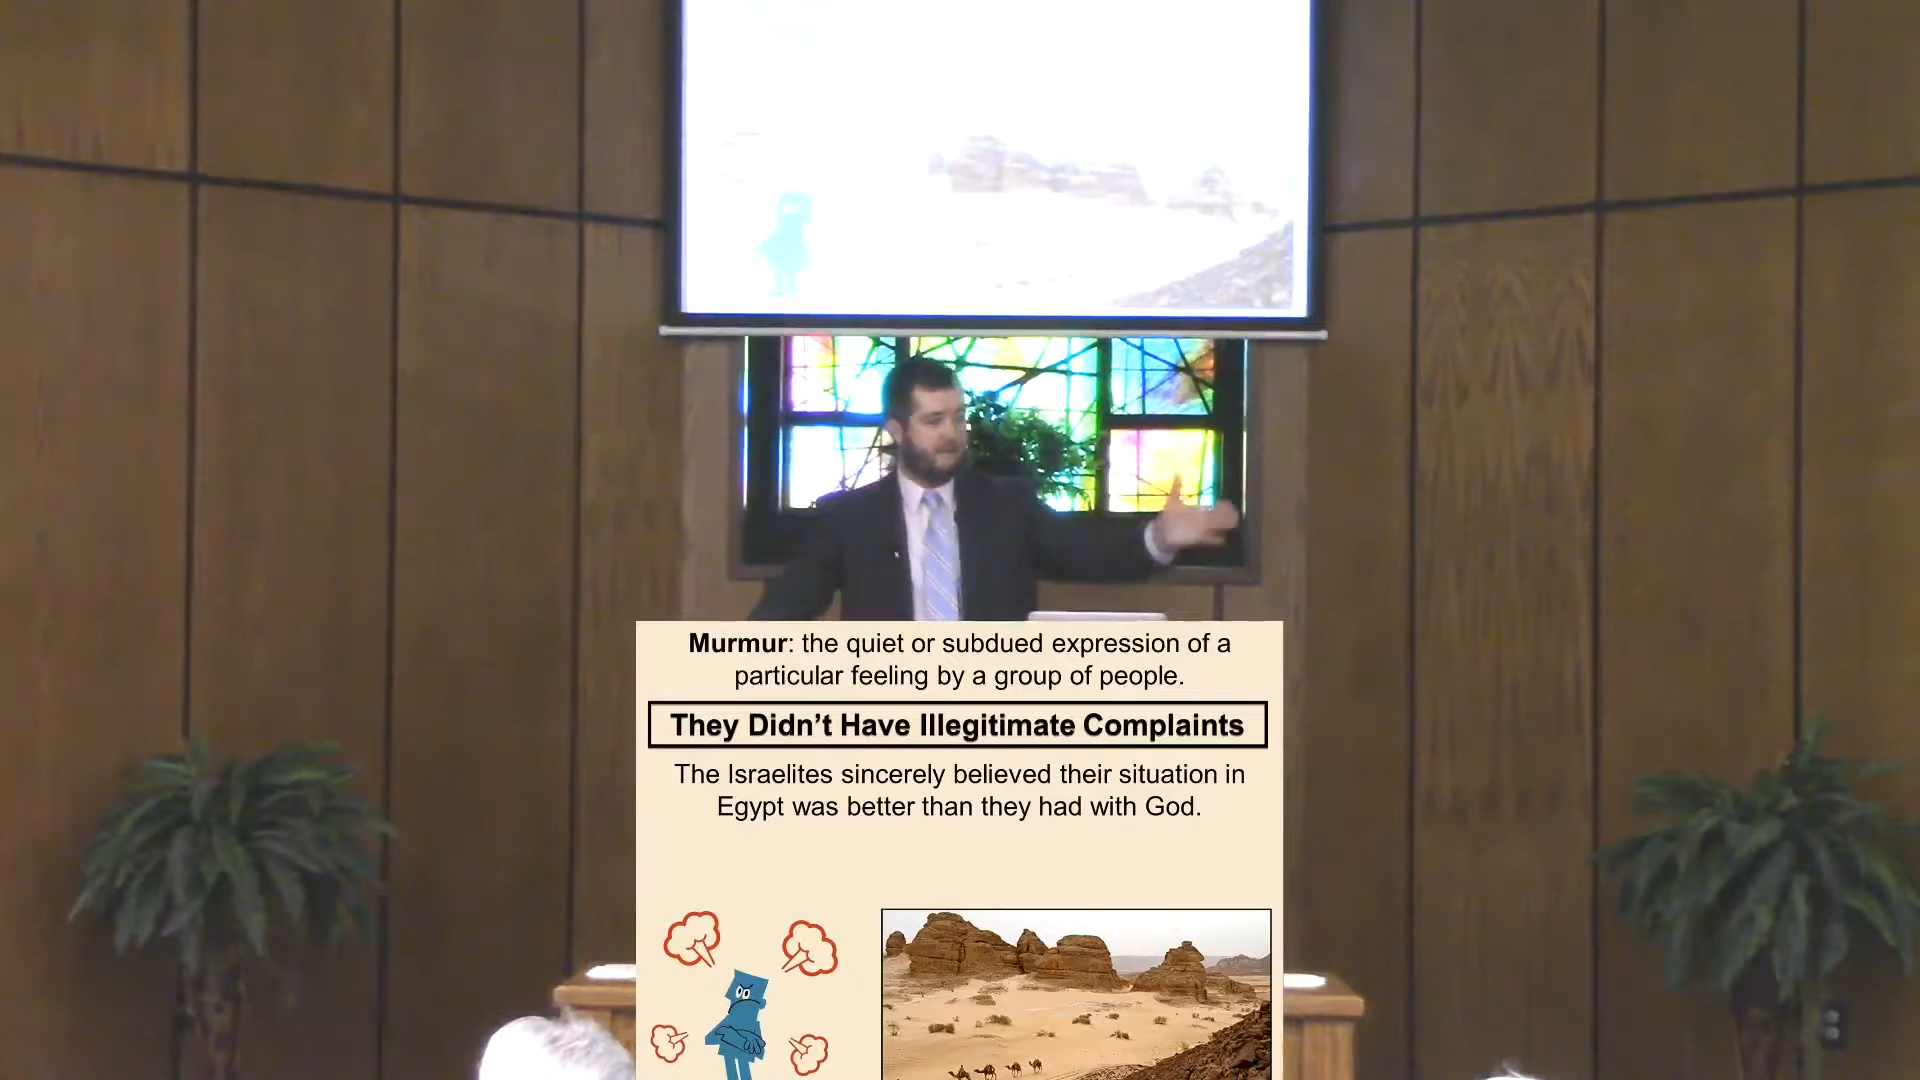 Murmur: the quiet or subdued expression of a
particular feeling by a group of people.
They Didn’t Have Illegitimate Complaints
The Israelites sincerely believed their situation in
Egypt was better than they had with God.